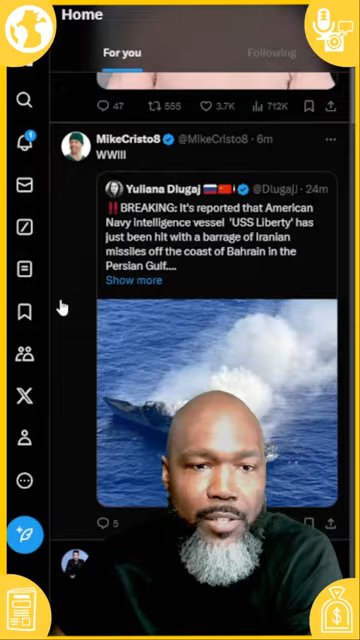 Home
For you
Following
47
555
3.7K
712K
1
MikeCristo8 @MikeCristo8 · 6m
WWIII
Yuliana Dlugaj 🇷🇺🇨🇳 @DlugajJ · 24m
‼️BREAKING: It's reported that American
Navy intelligence vessel 'USS Liberty' has
just been hit with a barrage of Iranian
missiles off the coast of Bahrain in the
Persian Gulf....
Show more
5
$